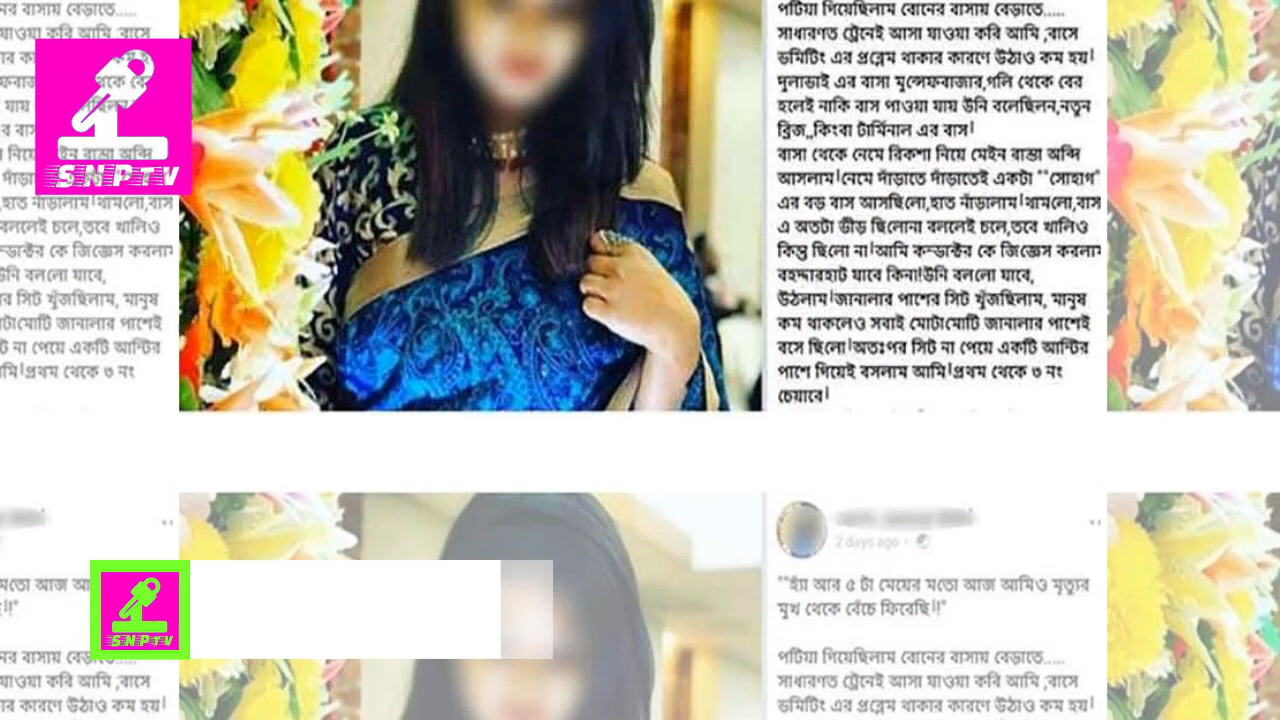 পটিয়া গিয়েছিলাম বোনের বাসায় বেড়াতে.....
সাধারণত ট্রেনেই আসা যাওয়া করি আমি ,বাসে
ভমিটিং এর প্রব্লেম থাকার কারণে উঠাও কম হয়!
দুলাভাই এর বাসা মুন্সেফবাজার,গলি থেকে বের
হলেই নাকি বাস পাওয়া যায় উনি বলেছিলন,নতুন
ব্রিজ,,কিংবা টার্মিনাল এর বাস!
বাসা থেকে নেমে রিকশা নিয়ে মেইন রাস্তা অব্দি
আসলাম!নেমে দাঁড়াতে দাঁড়াতেই একটা "সোহাগ"
এর বড় বাস আসছিলো,হাত নাঁড়ালাম!থামলো,বাস
এ অতটা ভীড় ছিলোনা বললেই চলে,তবে খালিও
কিন্তু ছিলো না!আমি কন্ডাক্টর কে জিজ্ঞেস করলাম
বহদ্দারহাট যাবে কিনা!উনি বললো যাবে,
উঠলাম!জানালার পাশের সিট খুঁজছিলাম, মানুষ
কম থাকলেও সবাই মোটামোটি জানালার পাশেই
বসে ছিলো!অতঃপর সিট না পেয়ে একটি আন্টির
পাশে গিয়েই বসলাম আমি!প্রথম থেকে ৩ নং
চেয়ারে!
SNPTV
SNPTV
2 days ago
"হ্যাঁ আর ৫ টা মেয়ের মতো আজ আমিও মৃত্যুর
মুখ থেকে বেঁচে ফিরেছি!!"
পটিয়া গিয়েছিলাম বোনের বাসায় বেড়াতে.....
সাধারণত ট্রেনেই আসা যাওয়া করি আমি ,বাসে
ভমিটিং এর প্রব্লেম থাকার কারণে উঠাও কম হয়!